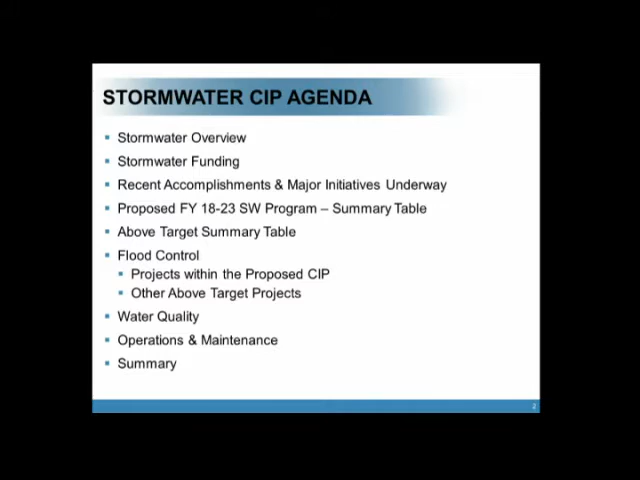 STORMWATER CIP AGENDA
Stormwater Overview
Stormwater Funding
Recent Accomplishments & Major Initiatives Underway
Proposed FY 18-23 SW Program – Summary Table
Above Target Summary Table
Flood Control
Projects within the Proposed CIP
Other Above Target Projects
Water Quality
Operations & Maintenance
Summary
2